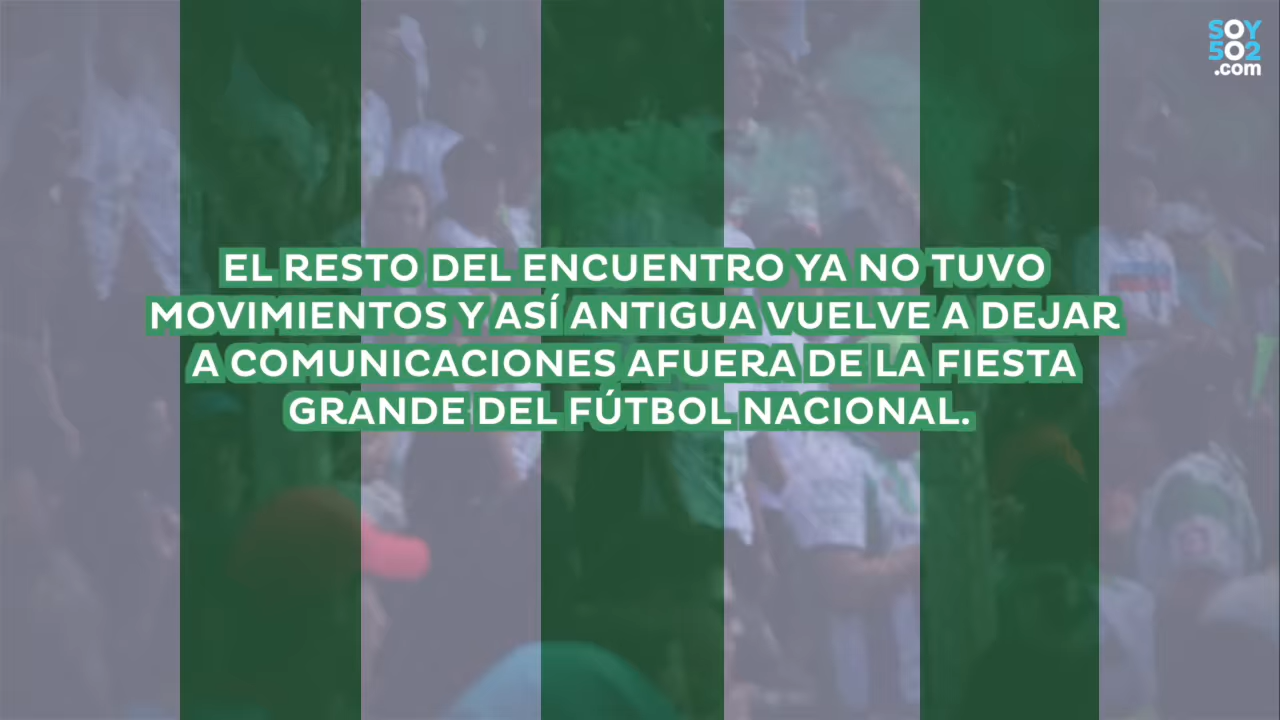 SOY
502
.com
EL RESTO DEL ENCUENTRO YA NO TUVO
MOVIMIENTOS Y ASÍ ANTIGUA VUELVE A DEJAR
A COMUNICACIONES AFUERA DE LA FIESTA
GRANDE DEL FÚTBOL NACIONAL.